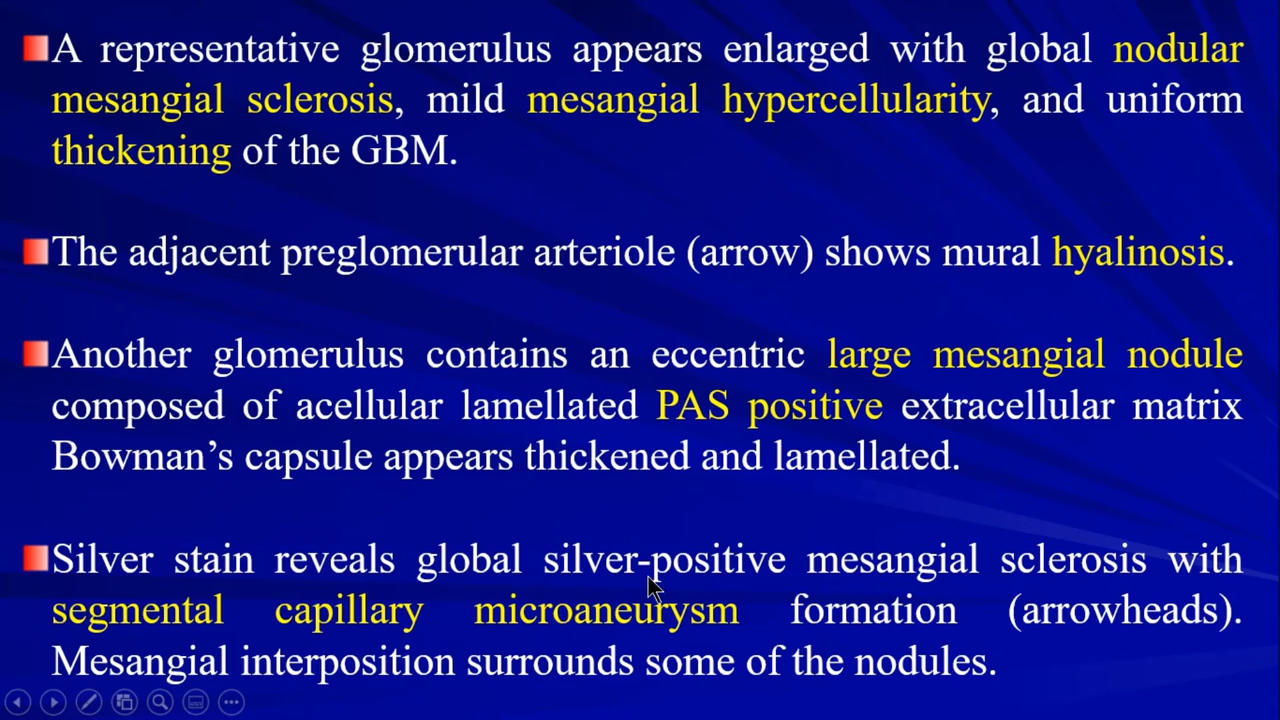 A representative glomerulus appears enlarged with global nodular
mesangial sclerosis, mild mesangial hypercellularity, and uniform
thickening of the GBM.
The adjacent preglomerular arteriole (arrow) shows mural hyalinosis.
Another glomerulus contains an eccentric large mesangial nodule
composed of acellular lamellated PAS positive extracellular matrix
Bowman’s capsule appears thickened and lamellated.
Silver stain reveals global silver-positive mesangial sclerosis with
segmental capillary microaneurysm formation (arrowheads).
Mesangial interposition surrounds some of the nodules.